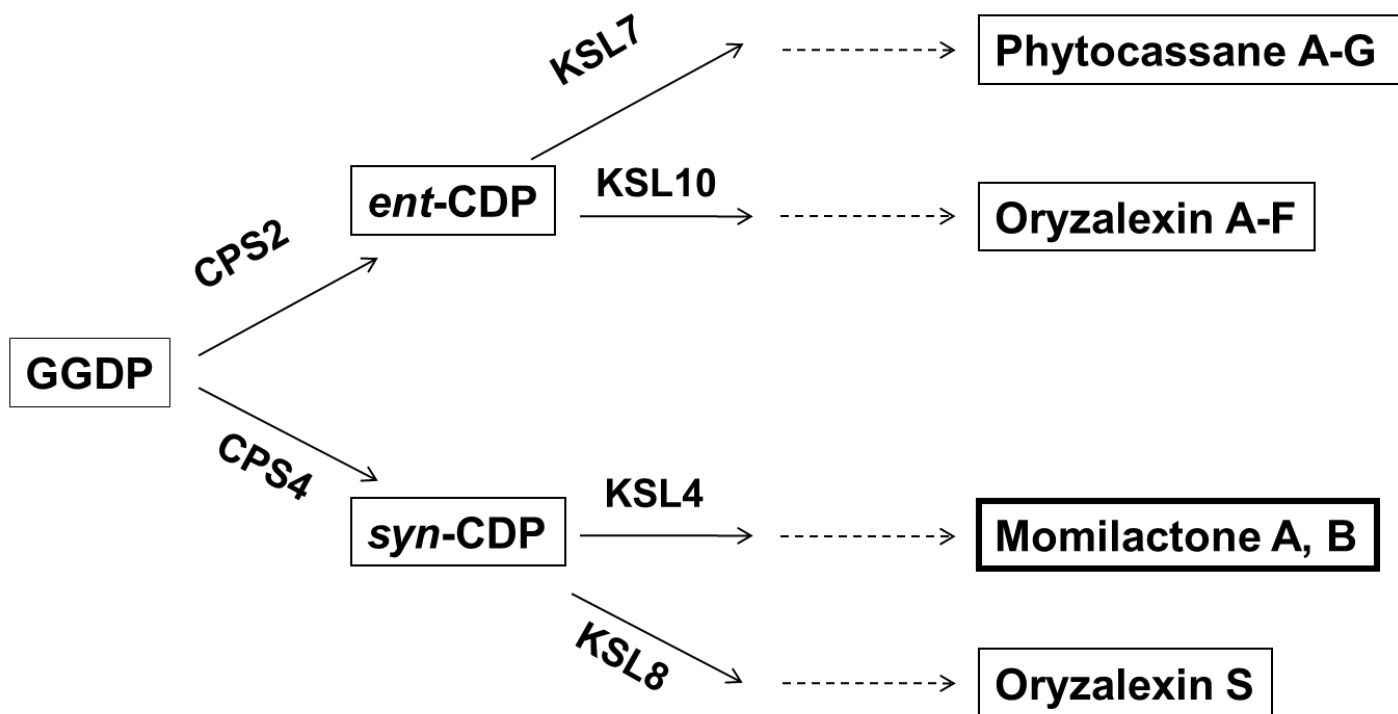 KSL7
Phytocassane A-G
ent-CDP
KSL10
Oryzalexin A-F
CPS2
GGDP
CPS4
syn-CDP
KSL4
Momilactone A, B
KSL8
Oryzalexin S